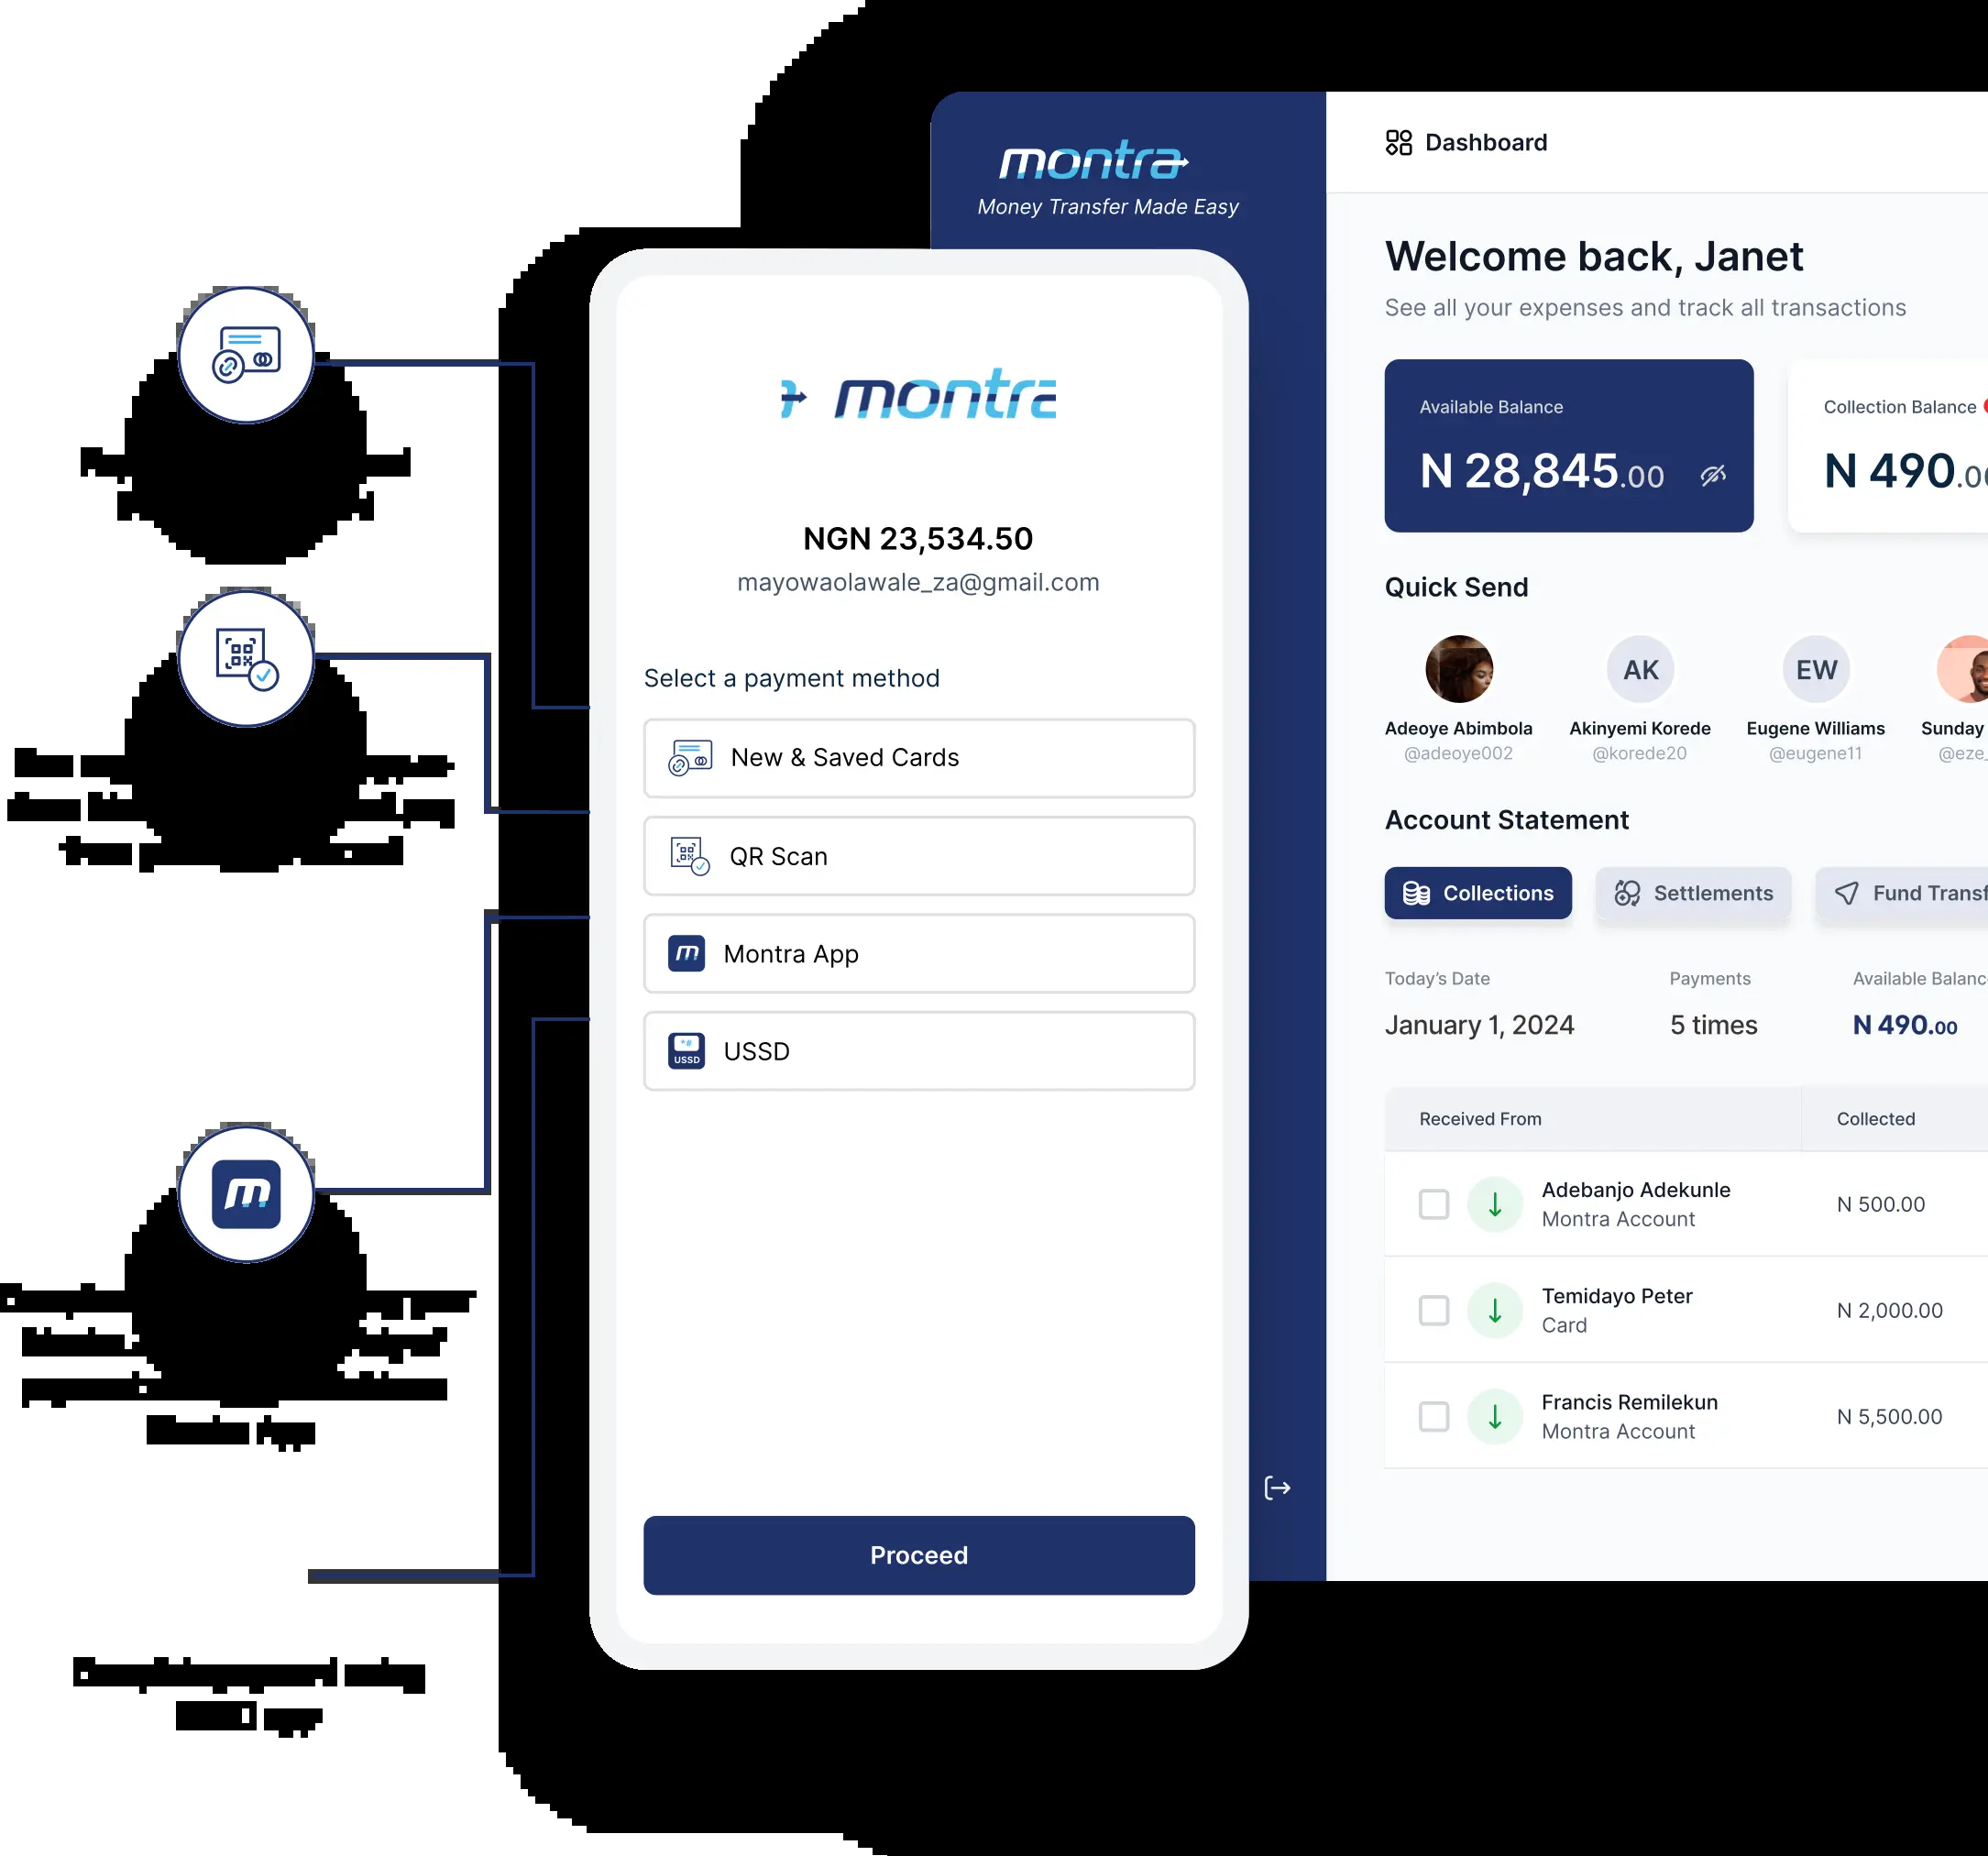 montra
Money Transfer Made Easy
montra
NGN 23,534.50
mayowaolawale_za@gmail.com
Select a payment method
New & Saved Cards
QR Scan
m
Montra App
*#
USSD
USSD
Proceed
m
Dashboard
Welcome back, Janet
See all your expenses and track all transactions
Available Balance
N 28,845.00
Collection Balance
N 490.00
Quick Send
AK
EW
Adeoye Abimbola
@adeoye002
Akinyemi Korede
@korede20
Eugene Williams
@eugene11
Sunday
@eze_
Account Statement
Collections
Settlements
Fund Transf
Today's Date
Payments
Available Balanc
January 1, 2024
5 times
N 490.00
Received From
Collected
Adebanjo Adekunle
Montra Account
N 500.00
Temidayo Peter
Card
N 2,000.00
Francis Remilekun
Montra Account
N 5,500.00